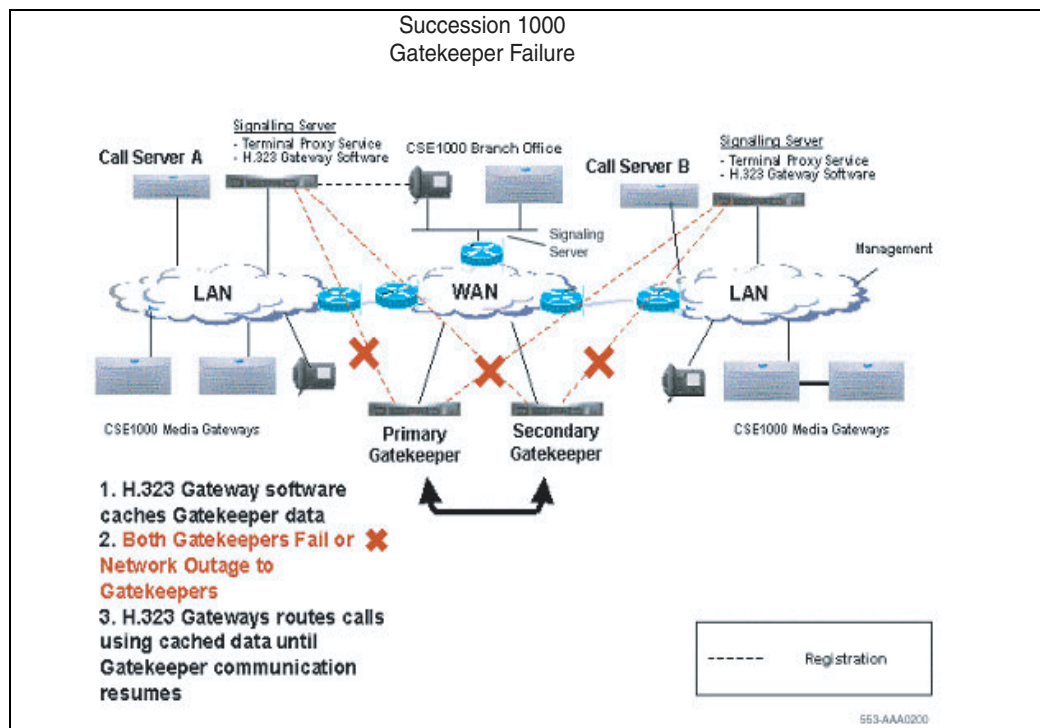 Succession 1000
Gatekeeper Failure
Signalling Server
- Terminal Proxy Service
- H.323 Gateway Software
Call Server A
CSE1000 Branch Office
Signalling Server
- Terminal Proxy Service
- H.323 Gateway Software
Call Server B
Signaling
Server
Management
LAN
WAN
LAN
CSE1000 Media Gateways
Primary
Gatekeeper
Secondary
Gatekeeper
CSE1000 Media Gateways
1. H.323 Gateway software
caches Gatekeeper data
2. Both Gatekeepers Fail or
Network Outage to
Gatekeepers
3. H.323 Gateways routes calls
using cached data until
Gatekeeper communication
resumes
Registration
553-AAA0200